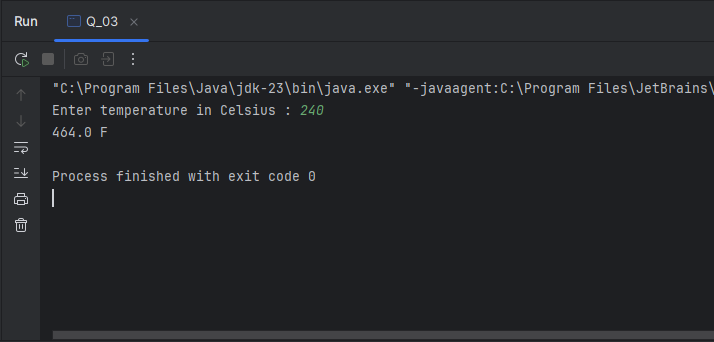 Run Q_03
"C:\Program Files\Java\jdk-23\bin\java.exe" "-javaagent:C:\Program Files\JetBrains\
Enter temperature in Celsius : 240
464.0 F
Process finished with exit code 0